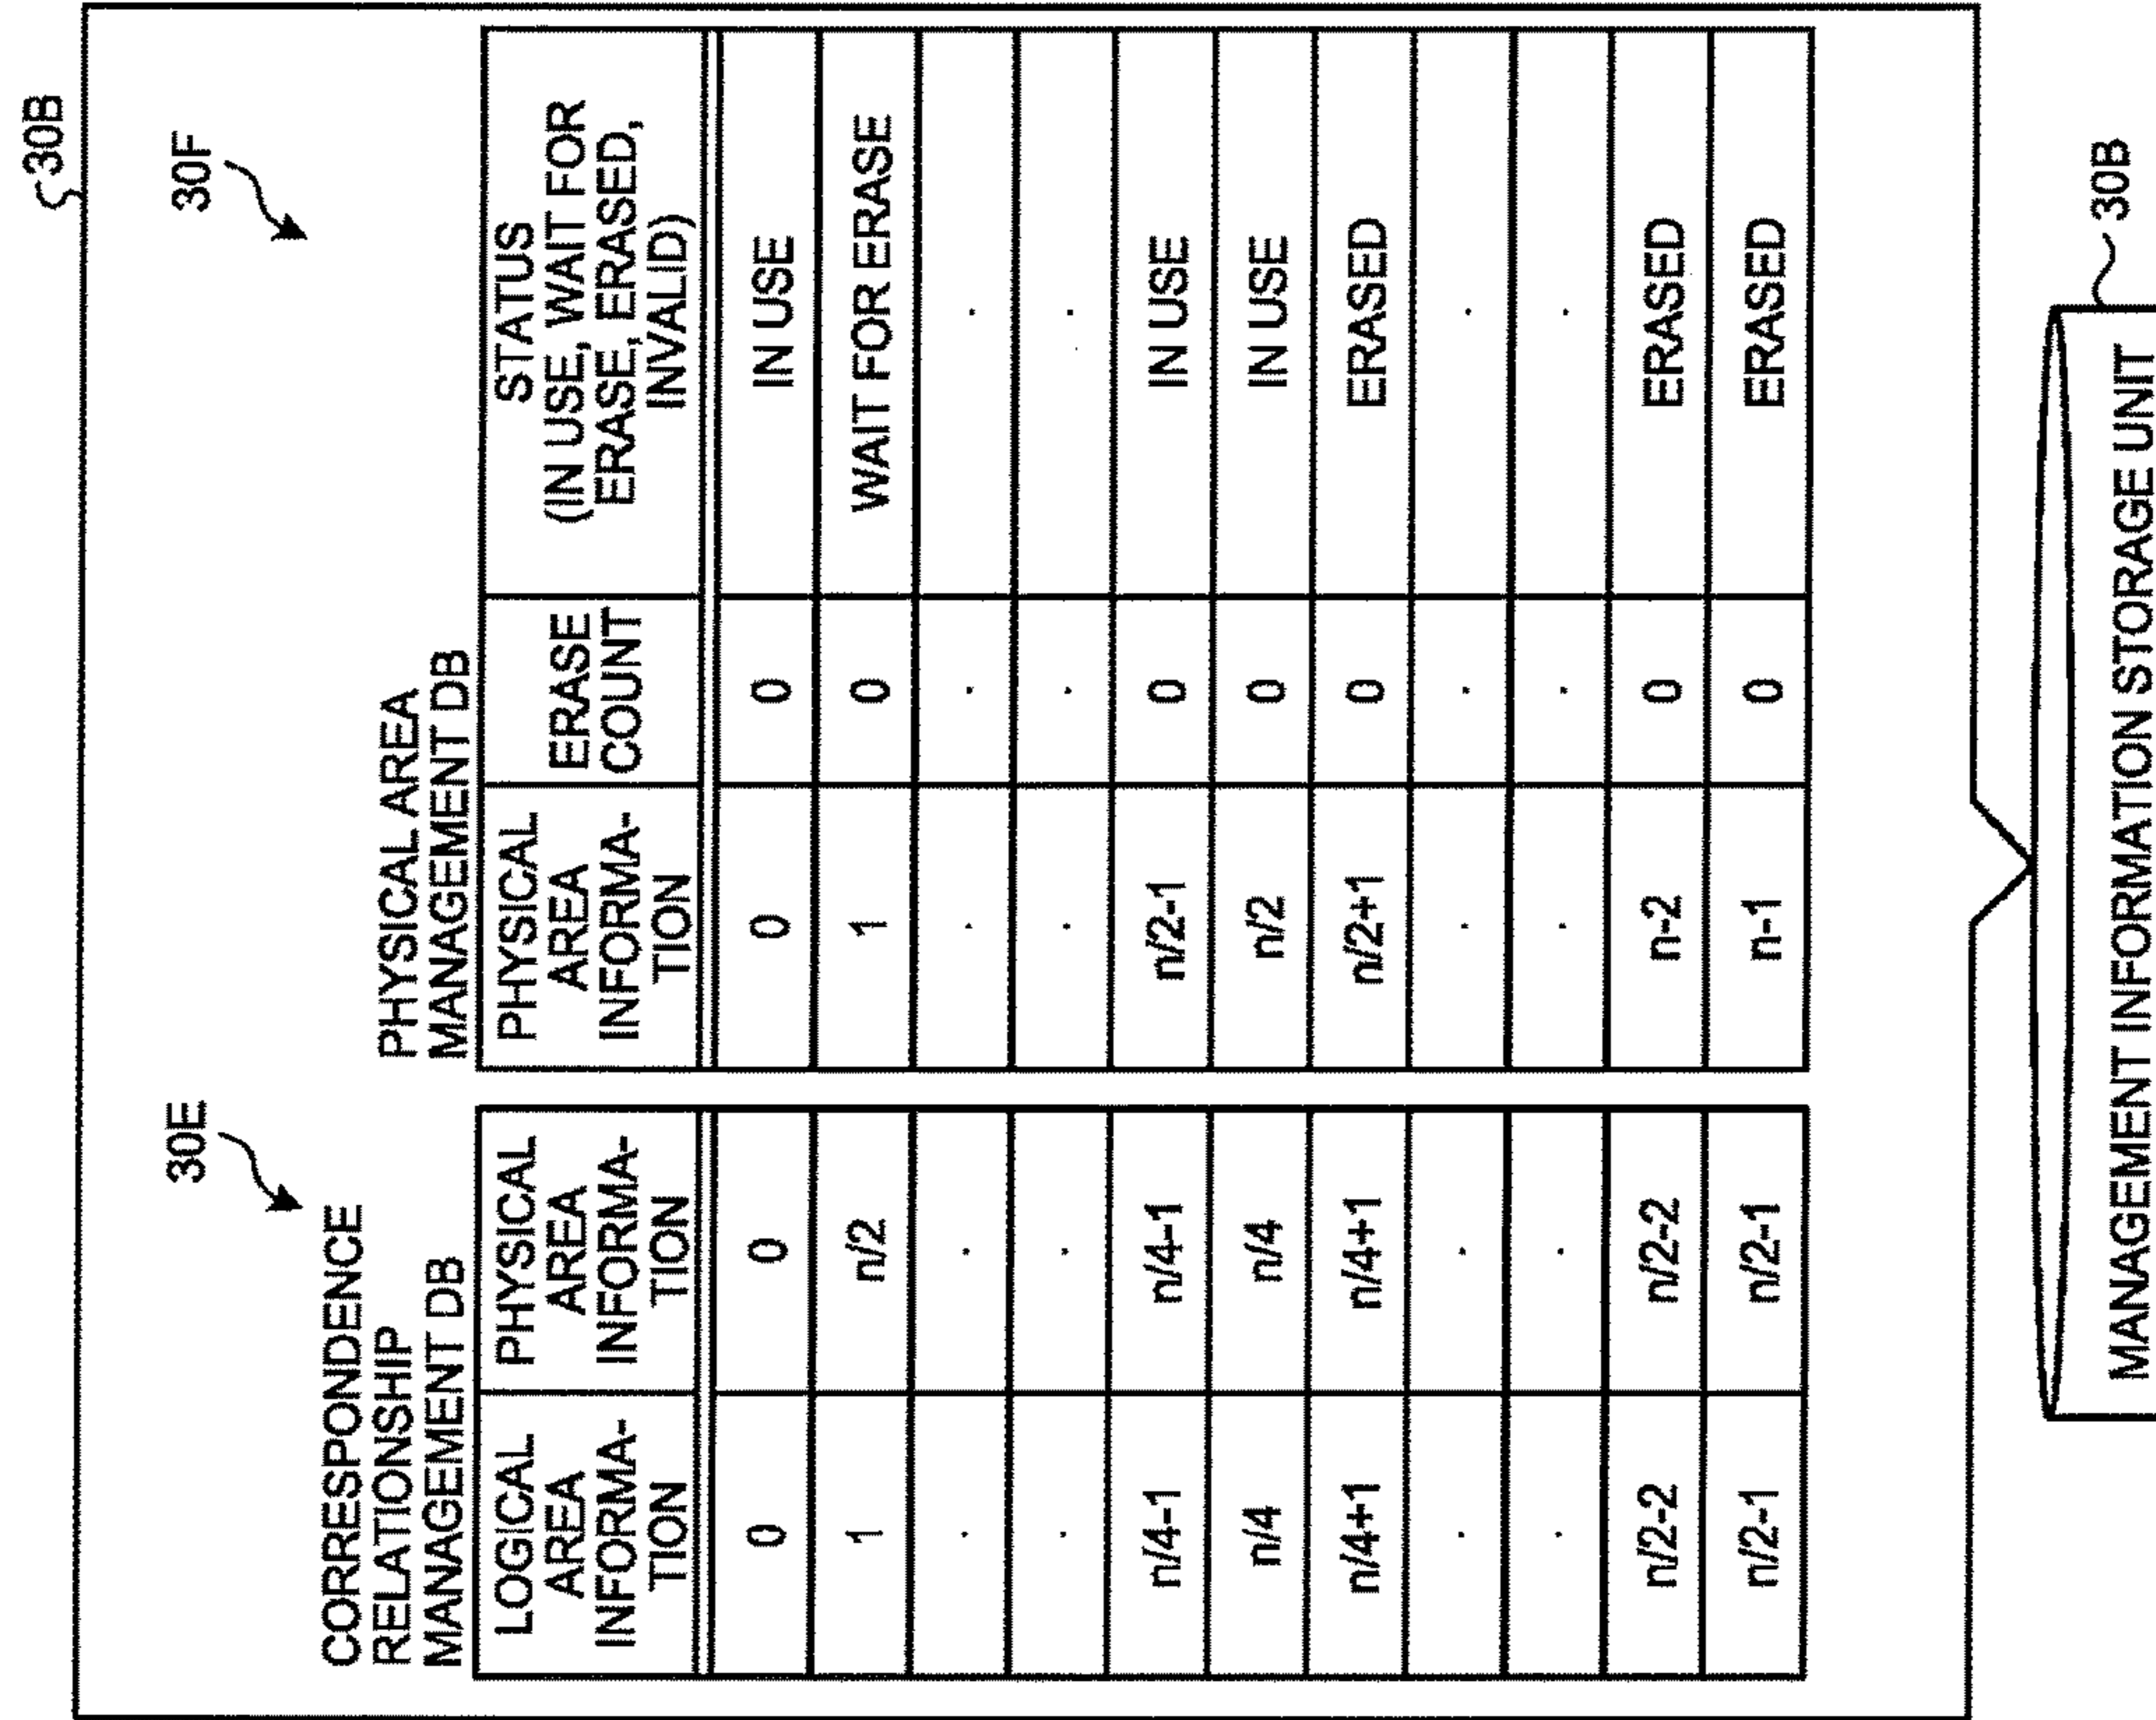 30B
30E
30F
CORRESPONDENCE
RELATIONSHIP
MANAGEMENT DB
LOGICAL
AREA
INFORMA-
TION
PHYSICAL
AREA
INFORMA-
TION
0 0
1 n/2
. .
. .
n/4-1 n/4-1
n/4 n/4
n/4+1 n/4+1
. .
. .
n/2-2 n/2-2
n/2-1 n/2-1
PHYSICAL AREA
MANAGEMENT DB
PHYSICAL
AREA
INFORMA-
TION
ERASE
COUNT
STATUS
(IN USE, WAIT FOR
ERASE, ERASED,
INVALID)
0 0 IN USE
1 0 WAIT FOR ERASE
. . .
. . .
n/2-1 0 IN USE
n/2 0 IN USE
n/2+1 0 ERASED
. . .
. . .
n-2 0 ERASED
n-1 0 ERASED
30B
MANAGEMENT INFORMATION STORAGE UNIT